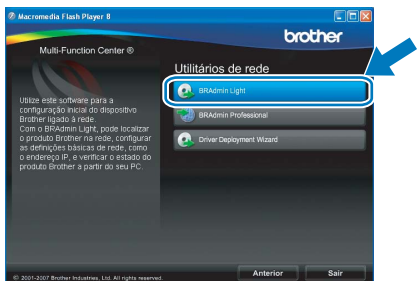 Macromedia Flash Player 8
brother
Multi-Function Center ®
Utilitários de rede
BRAdmin Light
BRAdmin Professional
Driver Deployment Wizard
Utilize este software para a
configuração inicial do dispositivo
Brother ligado à rede.
Com o BRAdmin Light, pode localizar
o produto Brother na rede, configurar
as definições básicas de rede, como
o endereço IP, e verificar o estado do
produto Brother a partir do seu PC.
© 2001-2007 Brother Industries, Ltd. All rights reserved.
Anterior
Sair